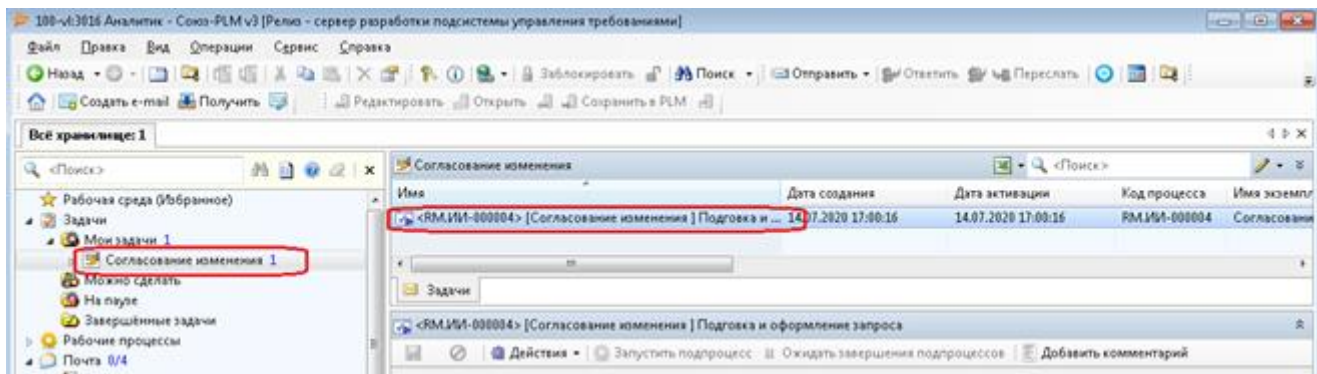 100-vl:3016 Аналитик - Союз-PLM v3 [Релиз - сервер разработки подсистемы управления требованиями]
Файл Правка Вид Операции Сервис Справка
Назад Заблокировать Поиск Отправить Ответить Переслать
Создать e-mail Получить Редактировать Открыть Сохранить в PLM
Всё хранилище: 1
<Поиск> Согласование изменения <Поиск>
Имя Дата создания Дата активации Код процесса Имя экземпл
Рабочая среда (Избранное)
Задачи
<RM.ИИ-000004> [Согласование изменения ] Подговка и ... 14.07.2020 17:00:16 14.07.2020 17:00:16 RM.ИИ-000004 Согласовани
Мои задачи 1
Согласование изменения 1
Можно сделать
На паузе
Задачи
Завершённые задачи
<RM.ИИ-000004> [Согласование изменения ] Подговка и оформление запроса
Рабочие процессы
Почта 0/4
Действия Запустить подпроцесс Ожидать завершения подпроцессов Добавить комментарий